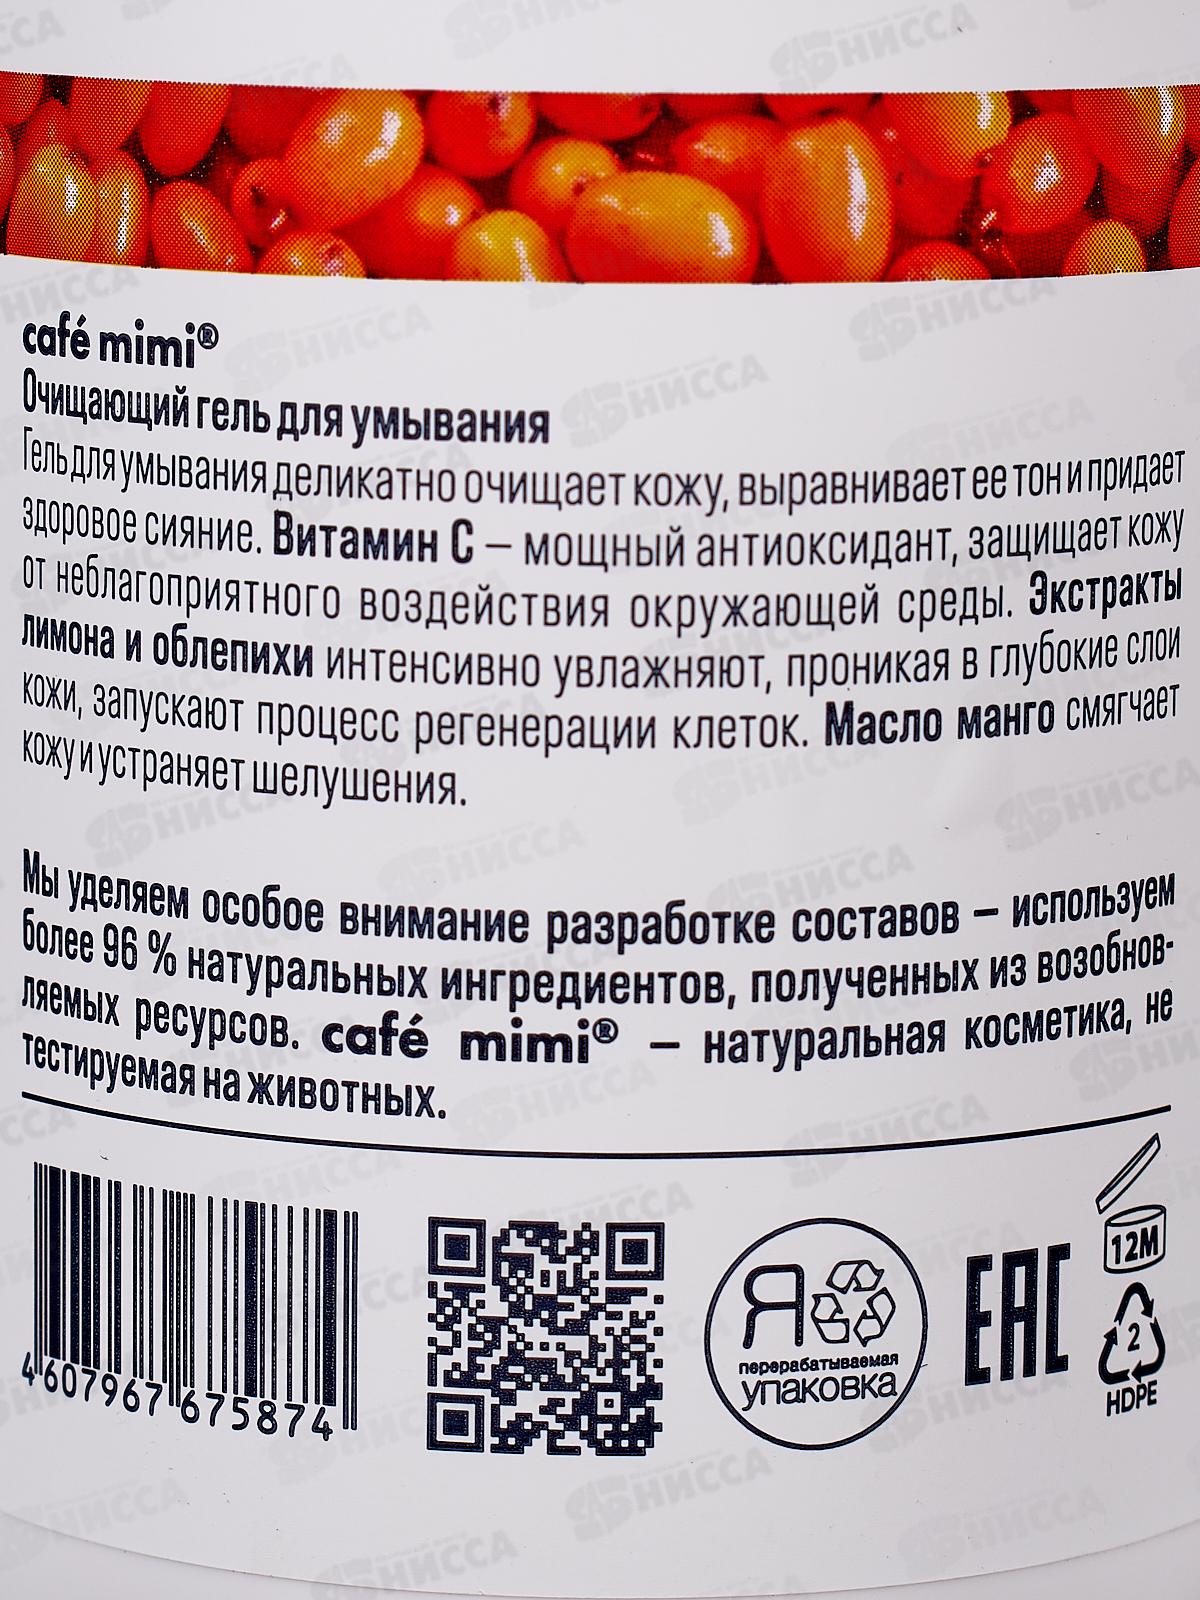 café mimi®
Очищающий гель для умывания
Гель для умывания деликатно очищает кожу, выравнивает ее тон и придает
здоровое сияние. Витамин С – мощный антиоксидант, защищает кожу
от неблагоприятного воздействия окружающей среды. Экстракты
лимона и облепихи интенсивно увлажняют, проникая в глубокие слои
кожи, запускают процесс регенерации клеток. Масло манго смягчает
кожу и устраняет шелушения.
Мы уделяем особое внимание разработке составов – используем
более 96 % натуральных ингредиентов, полученных из возобнов-
ляемых ресурсов. café mimi® – натуральная косметика, не
тестируемая на животных.
4 607967 675874
Я
перерабатываемая
упаковка
EAC
12M
2
HDPE
НИССА